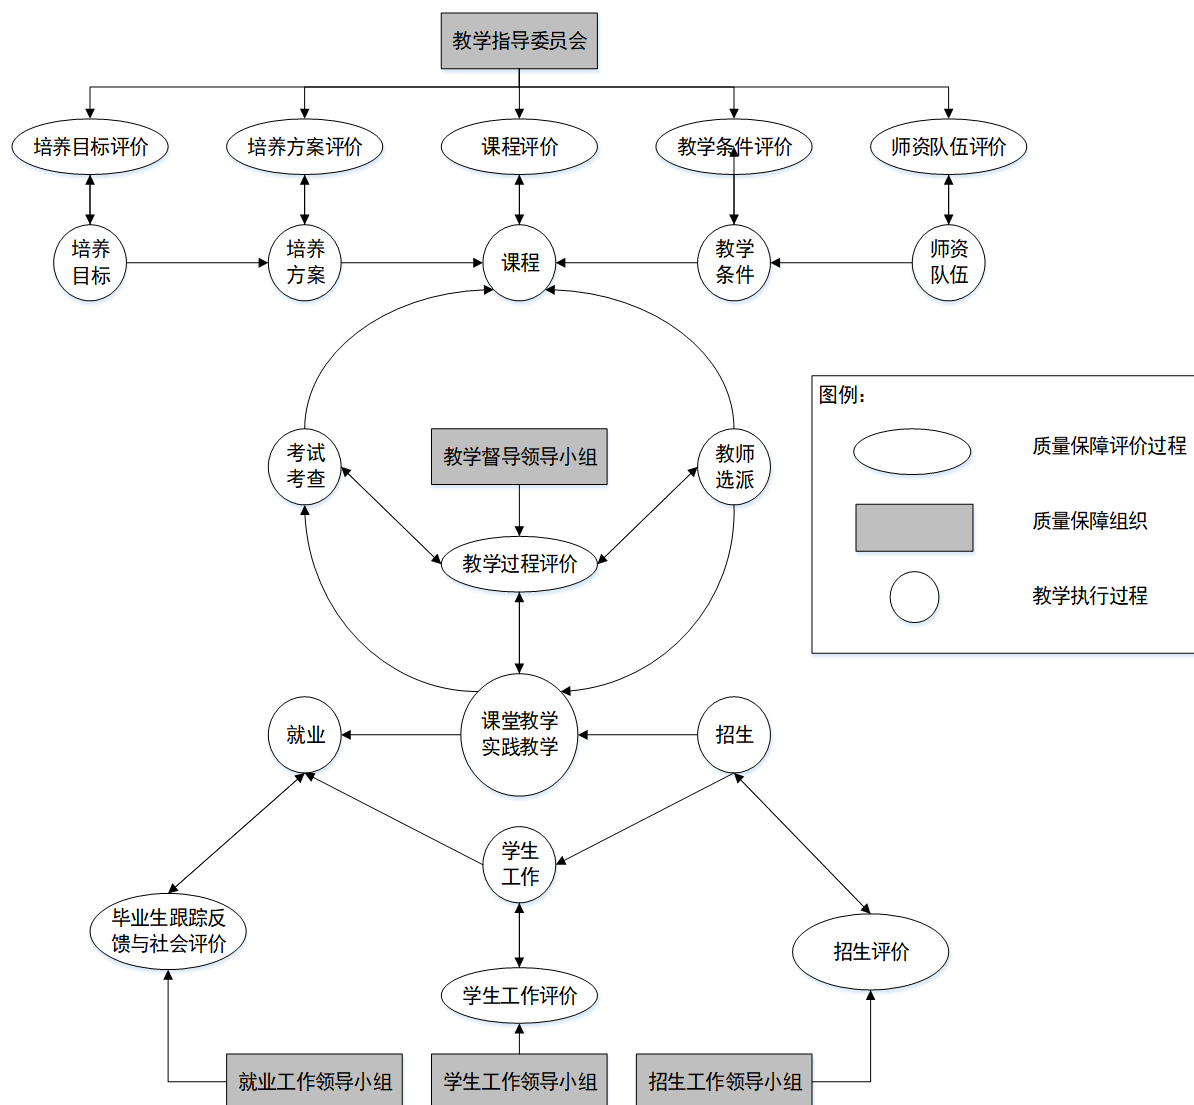 教学指导委员会
培养目标评价
培养方案评价
课程评价
教学条件评价
师资队伍评价
培养
目标
培养
方案
课程
教学
条件
师资
队伍
图例：
质量保障评价过程
质量保障组织
教学执行过程
考试
考查
教学督导领导小组
教师
选派
教学过程评价
就业
课堂教学
实践教学
招生
学生
工作
毕业生跟踪反
馈与社会评价
招生评价
学生工作评价
就业工作领导小组
学生工作领导小组
招生工作领导小组